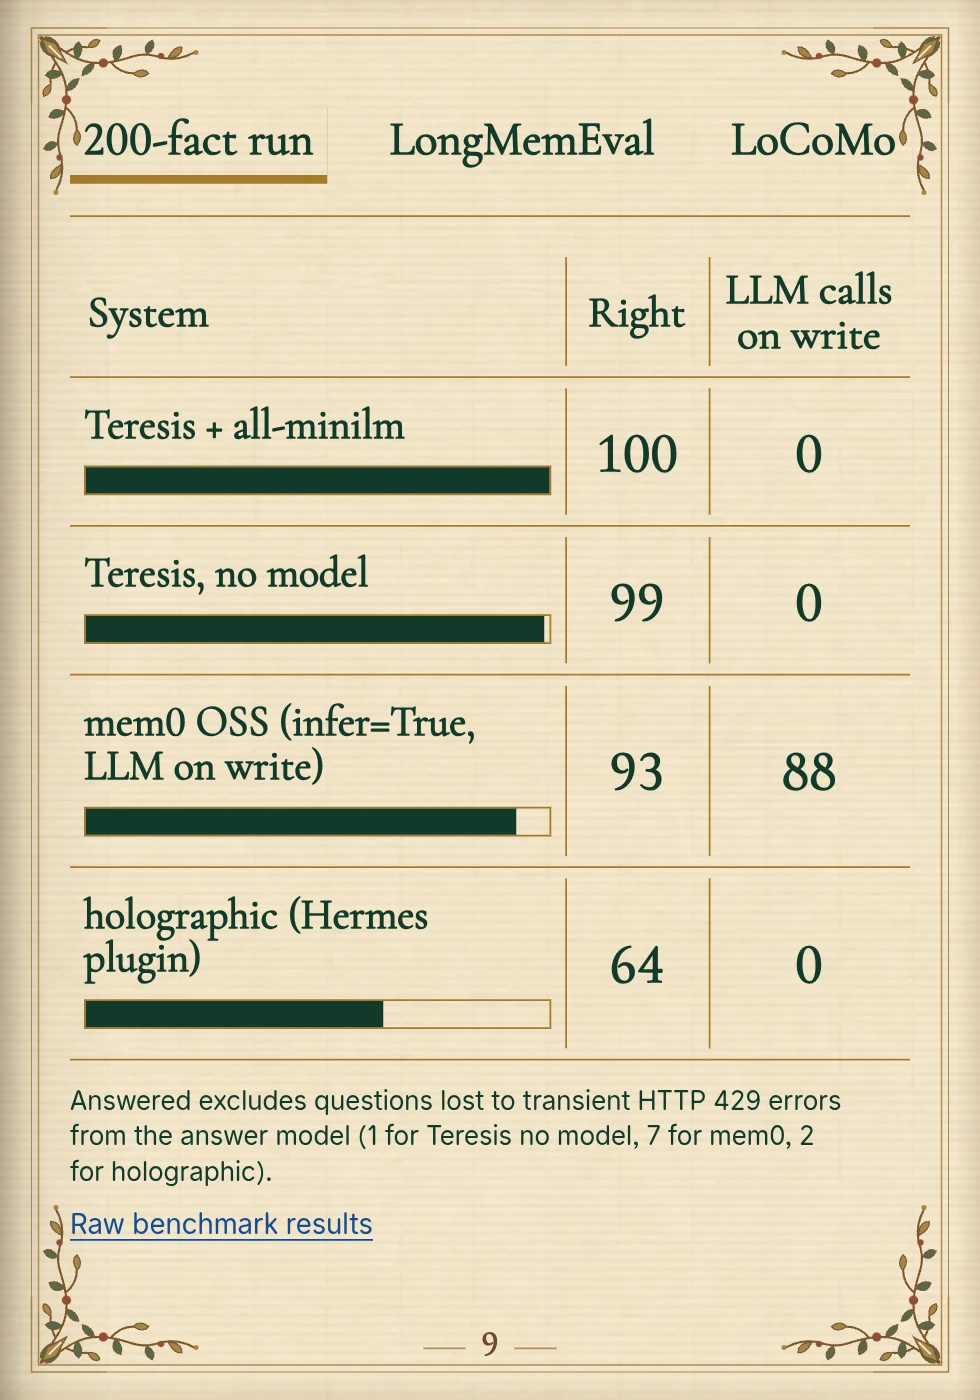 200-fact run LongMemEval LoCoMo
System Right LLM calls
on write
Teresis + all-minilm
100 0
Teresis, no model
99 0
mem0 OSS (infer=True,
LLM on write)
93 88
holographic (Hermes
plugin)
64 0
Answered excludes questions lost to transient HTTP 429 errors
from the answer model (1 for Teresis no model, 7 for mem0, 2
for holographic).
Raw benchmark results
9